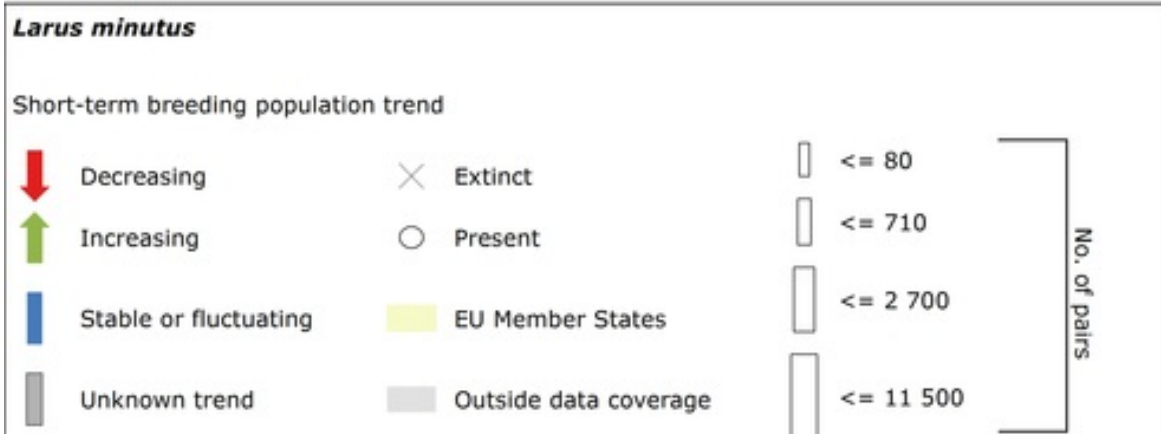 Larus minutus
Short-term breeding population trend
Decreasing
Extinct
<= 80
Increasing
Present
<= 710
Stable or fluctuating
EU Member States
<= 2 700
Unknown trend
Outside data coverage
<= 11 500
No. of pairs